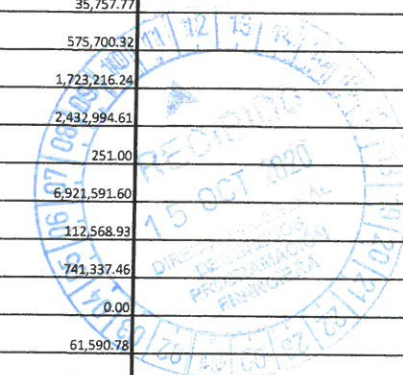 35,757.77
575,700.32
1,723,216.24
2,432,994.61
251.00
6,921,591.60
112,568.93
741,337.46
0.00
61,590.78
RECIBIDO
15 OCT 2020
PROGRAMACIÓN
FINANCIERA